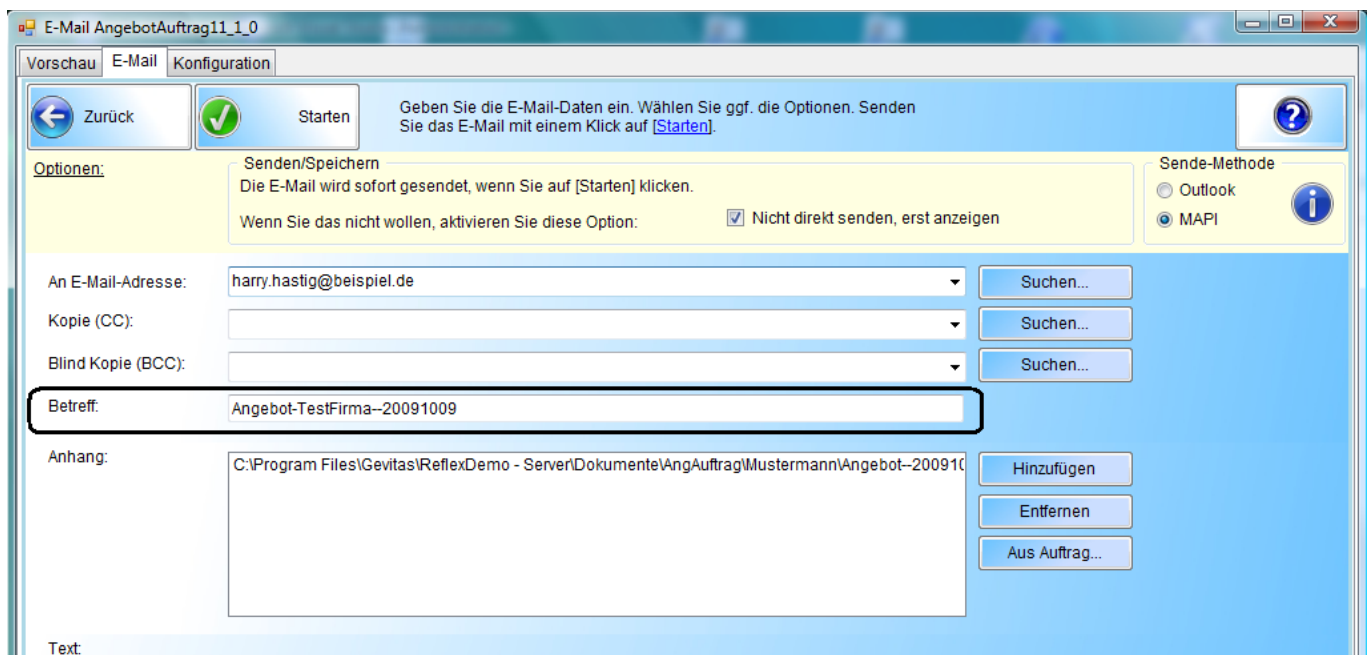 E-Mail AngebotAuftrag11_1_0
Vorschau E-Mail Konfiguration
Zurück Starten
Geben Sie die E-Mail-Daten ein. Wählen Sie ggf. die Optionen. Senden
Sie das E-Mail mit einem Klick auf [Starten].
Optionen:
Senden/Speichern
Die E-Mail wird sofort gesendet, wenn Sie auf [Starten] klicken.
Wenn Sie das nicht wollen, aktivieren Sie diese Option: Nicht direkt senden, erst anzeigen
Sende-Methode
Outlook
MAPI
An E-Mail-Adresse: harry.hastig@beispiel.de Suchen...
Kopie (CC): Suchen...
Blind Kopie (BCC): Suchen...
Betreff: Angebot-TestFirma--20091009
Anhang: C:\Program Files\Gevitas\ReflexDemo - Server\Dokumente\AngAuftrag\Mustermann\Angebot--200910 Hinzufügen
Entfernen
Aus Auftrag...
Text: